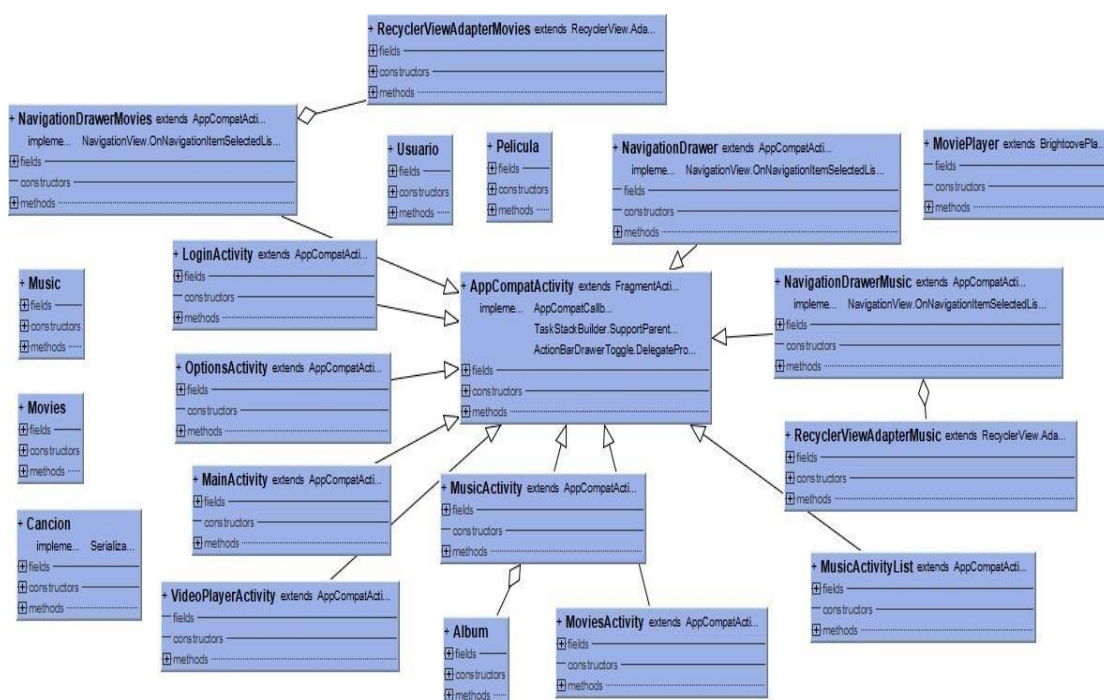 + RecyclerViewAdapterMovies extends RecyclerView.Ada...
fields
constructors
methods
+ NavigationDrawerMovies extends AppCompatActi...
impleme... NavigationView.OnNavigationItemSelectedLis...
fields
constructors
methods
+ Usuario
fields
constructors
methods
+ Pelicula
fields
constructors
methods
+ NavigationDrawer extends AppCompatActi...
impleme... NavigationView.OnNavigationItemSelectedLis...
fields
constructors
methods
+ MoviePlayer extends BrightcovePla...
fields
constructors
methods
+ LoginActivity extends AppCompatActi...
fields
constructors
methods
+ Music
fields
constructors
methods
+ AppCompatActivity extends FragmentActi...
impleme... AppCompatCallb...
TaskStackBuilder.SupportParent...
ActionBarDrawerToggle.DelegatePro...
fields
constructors
methods
+ NavigationDrawerMusic extends AppCompatActi...
impleme... NavigationView.OnNavigationItemSelectedLis...
fields
constructors
methods
+ OptionsActivity extends AppCompatActi...
fields
constructors
methods
+ Movies
fields
constructors
methods
+ RecyclerViewAdapterMusic extends RecyclerView.Ada...
fields
constructors
methods
+ MainActivity extends AppCompatActi...
fields
constructors
methods
+ MusicActivity extends AppCompatActi...
fields
constructors
methods
+ Cancion
impleme... Serializa...
fields
constructors
methods
+ MusicActivityList extends AppCompatActi...
fields
constructors
methods
+ VideoPlayerActivity extends AppCompatActi...
fields
constructors
methods
+ Album
fields
constructors
methods
+ MoviesActivity extends AppCompatActi...
fields
constructors
methods